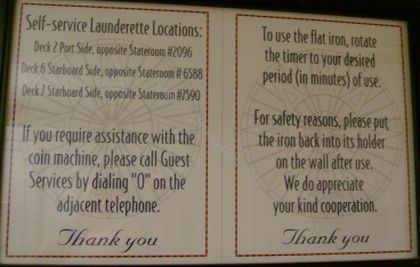 Self-service Launderette Locations:
Deck 2 Port Side, opposite Stateroom #2096
Deck 6 Starboard Side, opposite Stateroom # 6588
Deck 7 Starboard Side, opposite Stateroom #7590
If you require assistance with the
coin machine, please call Guest
Services by dialing "0" on the
adjacent telephone.
Thank you
To use the flat iron, rotate
the timer to your desired
period (in minutes) of use.
For safety reasons, please put
the iron back into its holder
on the wall after use.
We do appreciate
your kind cooperation.
Thank you